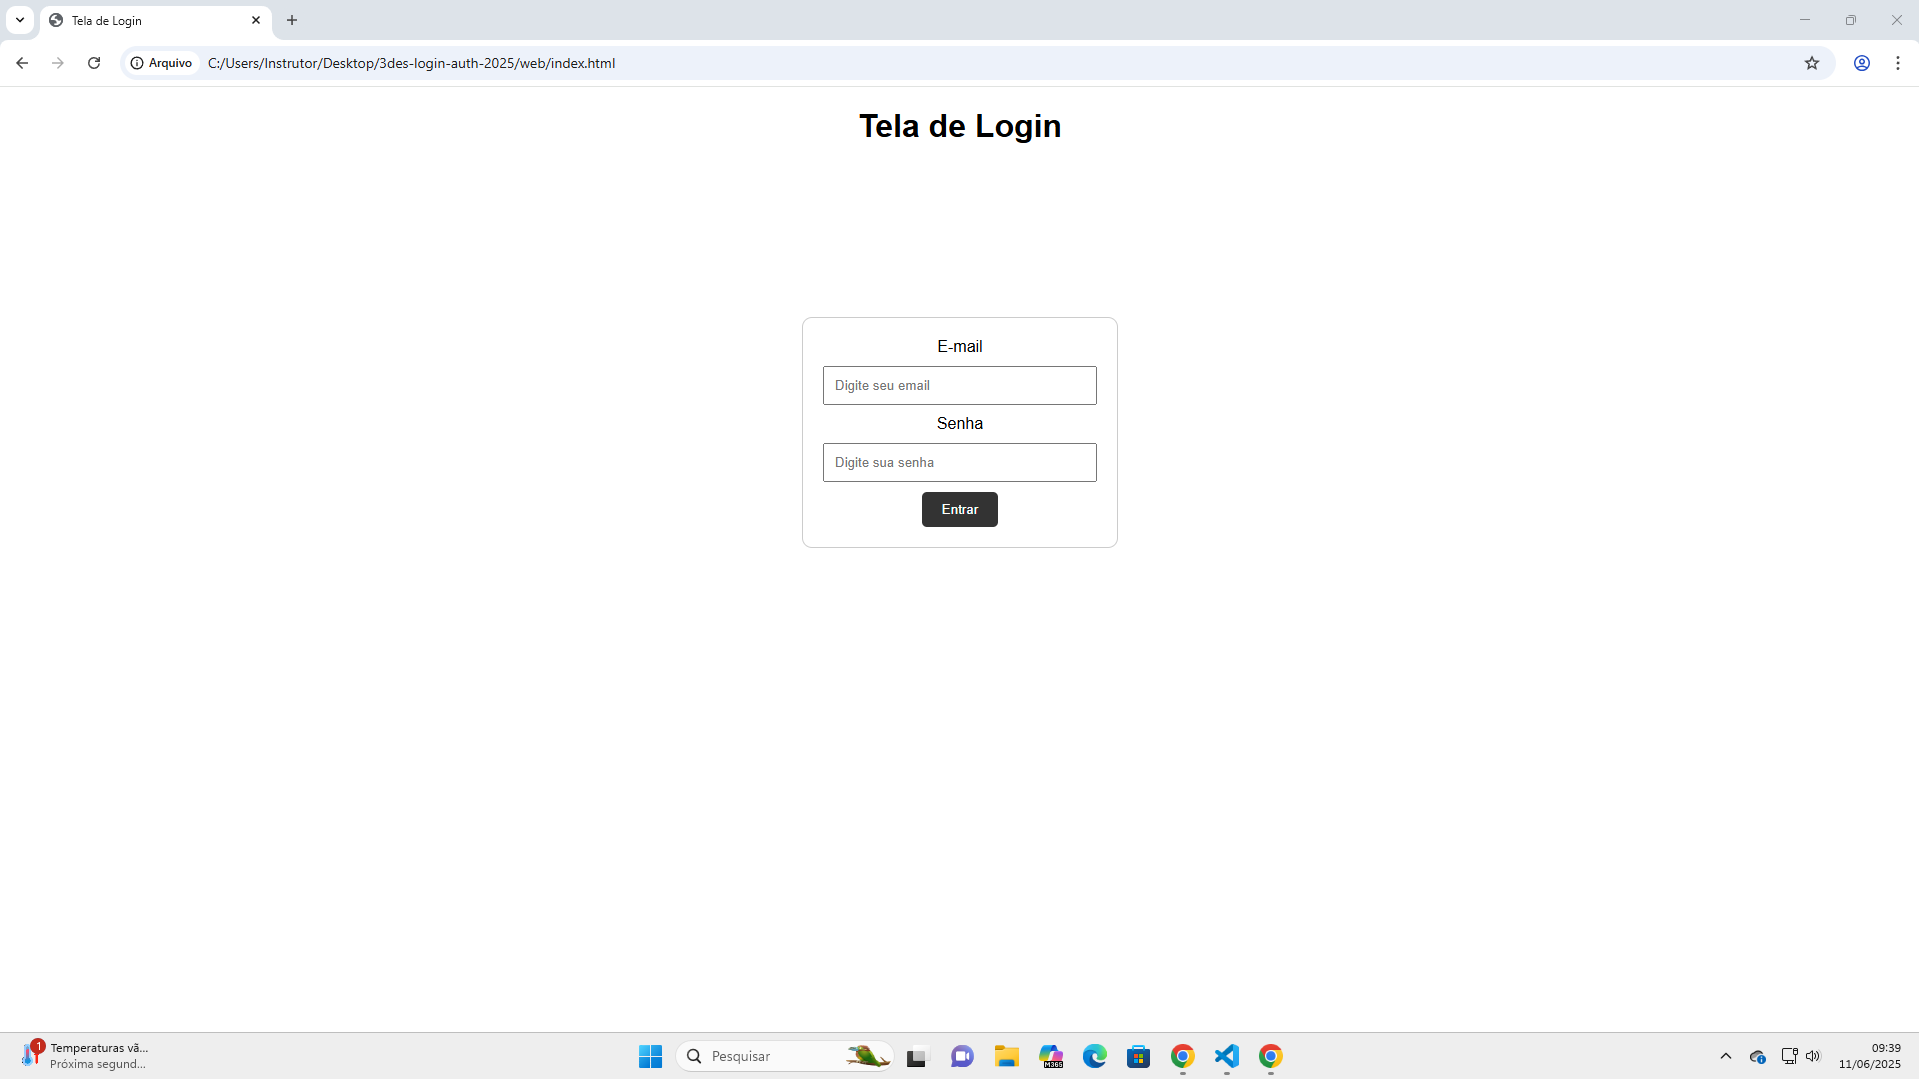 Tela de Login
Arquivo
C:/Users/Instrutor/Desktop/3des-login-auth-2025/web/index.html
Tela de Login
E-mail
Digite seu email
Senha
Digite sua senha
Entrar
1
Temperaturas vã...
Próxima segund...
Pesquisar
M365
09:39
11/06/2025